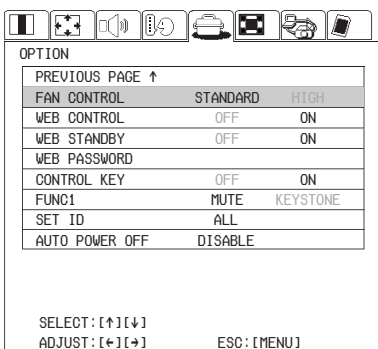 OPTION
PREVIOUS PAGE ↑
FAN CONTROL STANDARD HIGH
WEB CONTROL OFF ON
WEB STANDBY OFF ON
WEB PASSWORD
CONTROL KEY OFF ON
FUNC1 MUTE KEYSTONE
SET ID ALL
AUTO POWER OFF DISABLE
SELECT:[↑][↓]
ADJUST:[←][→] ESC:[MENU]